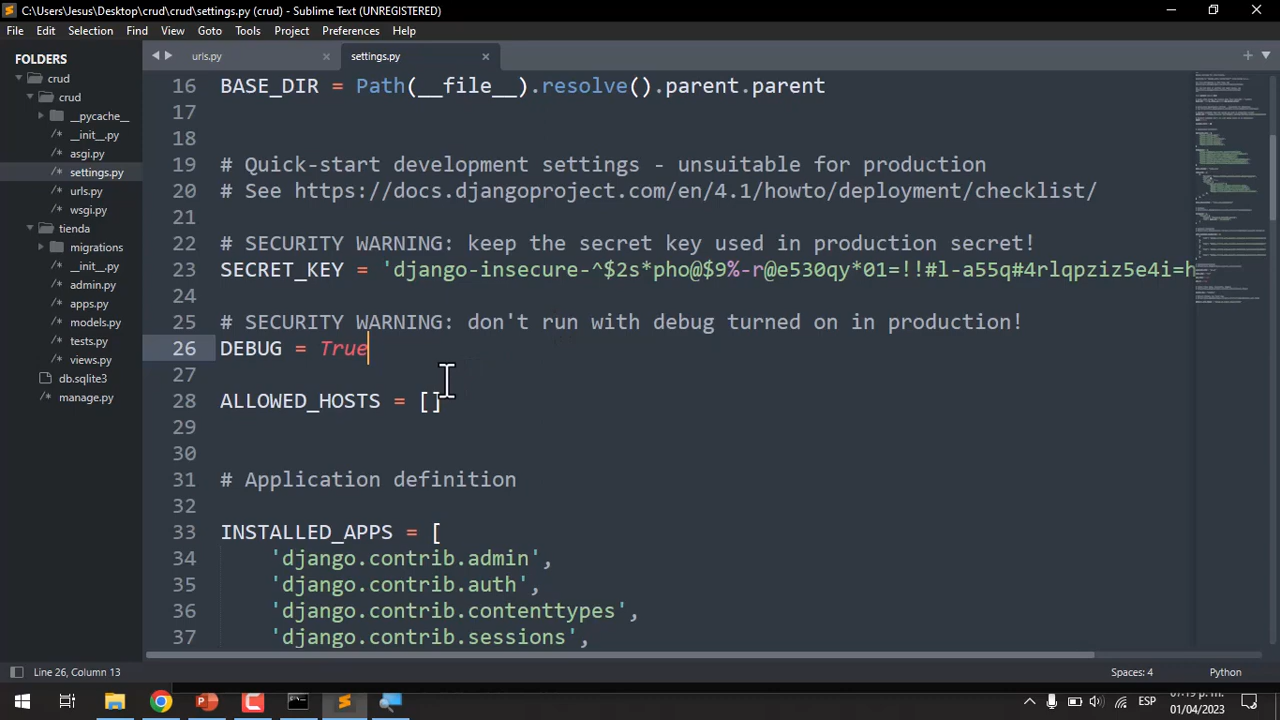 C:\Users\Jesus\Desktop\crud\crud\settings.py (crud) - Sublime Text (UNREGISTERED)
File Edit Selection Find View Goto Tools Project Preferences Help
FOLDERS
crud
crud
__pycache__
__init__.py
asgi.py
settings.py
urls.py
wsgi.py
tienda
migrations
__init__.py
admin.py
apps.py
models.py
tests.py
views.py
db.sqlite3
manage.py
urls.py settings.py
16 BASE_DIR = Path(__file__).resolve().parent.parent
17
18
19 # Quick-start development settings - unsuitable for production
20 # See https://docs.djangoproject.com/en/4.1/howto/deployment/checklist/
21
22 # SECURITY WARNING: keep the secret key used in production secret!
23 SECRET_KEY = 'django-insecure-^$2s*pho@$9%-r@e530qy*01=!!#1-a55q#4rlqpziz5e4i=h
24
25 # SECURITY WARNING: don't run with debug turned on in production!
26 DEBUG = True
27
28 ALLOWED_HOSTS = []
29
30
31 # Application definition
32
33 INSTALLED_APPS = [
34 'django.contrib.admin',
35 'django.contrib.auth',
36 'django.contrib.contenttypes',
37 'django.contrib.sessions',
Line 26, Column 13 Spaces: 4 Python
ESP
07:19 p. m.
01/04/2023